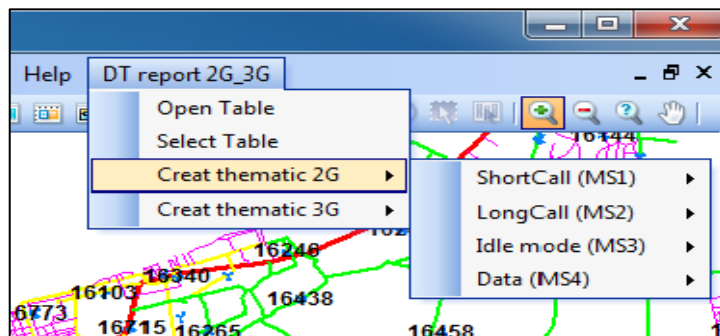 Help DT report 2G_3G
Open Table
Select Table
Creat thematic 2G
Creat thematic 3G
ShortCall (MS1)
LongCall (MS2)
Idle mode (MS3)
Data (MS4)
16144
16246
16340
16103
16438
16715 16265
16458